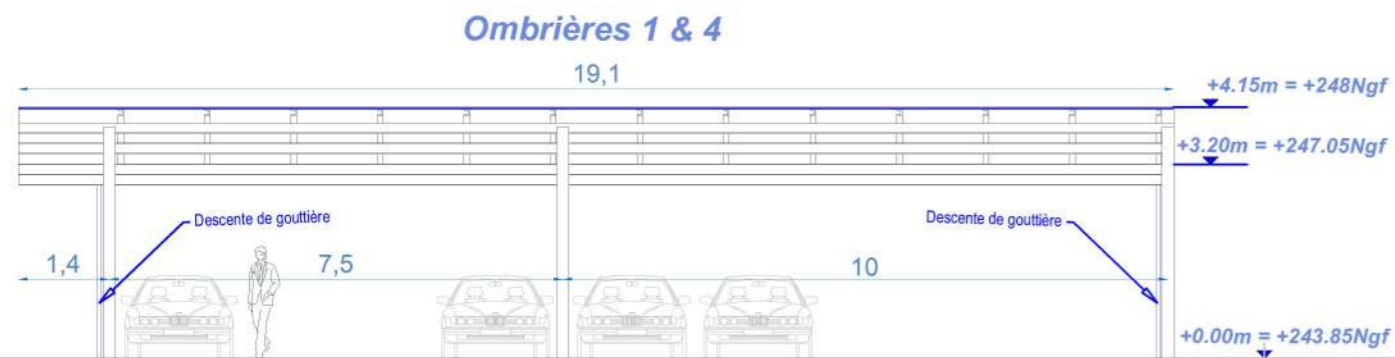 Ombrières 1 & 4
19,1
+4.15m = +248Ngf
+3.20m = +247.05Ngf
Descente de gouttière
Descente de gouttière
1,4
7,5
10
+0.00m = +243.85Ngf